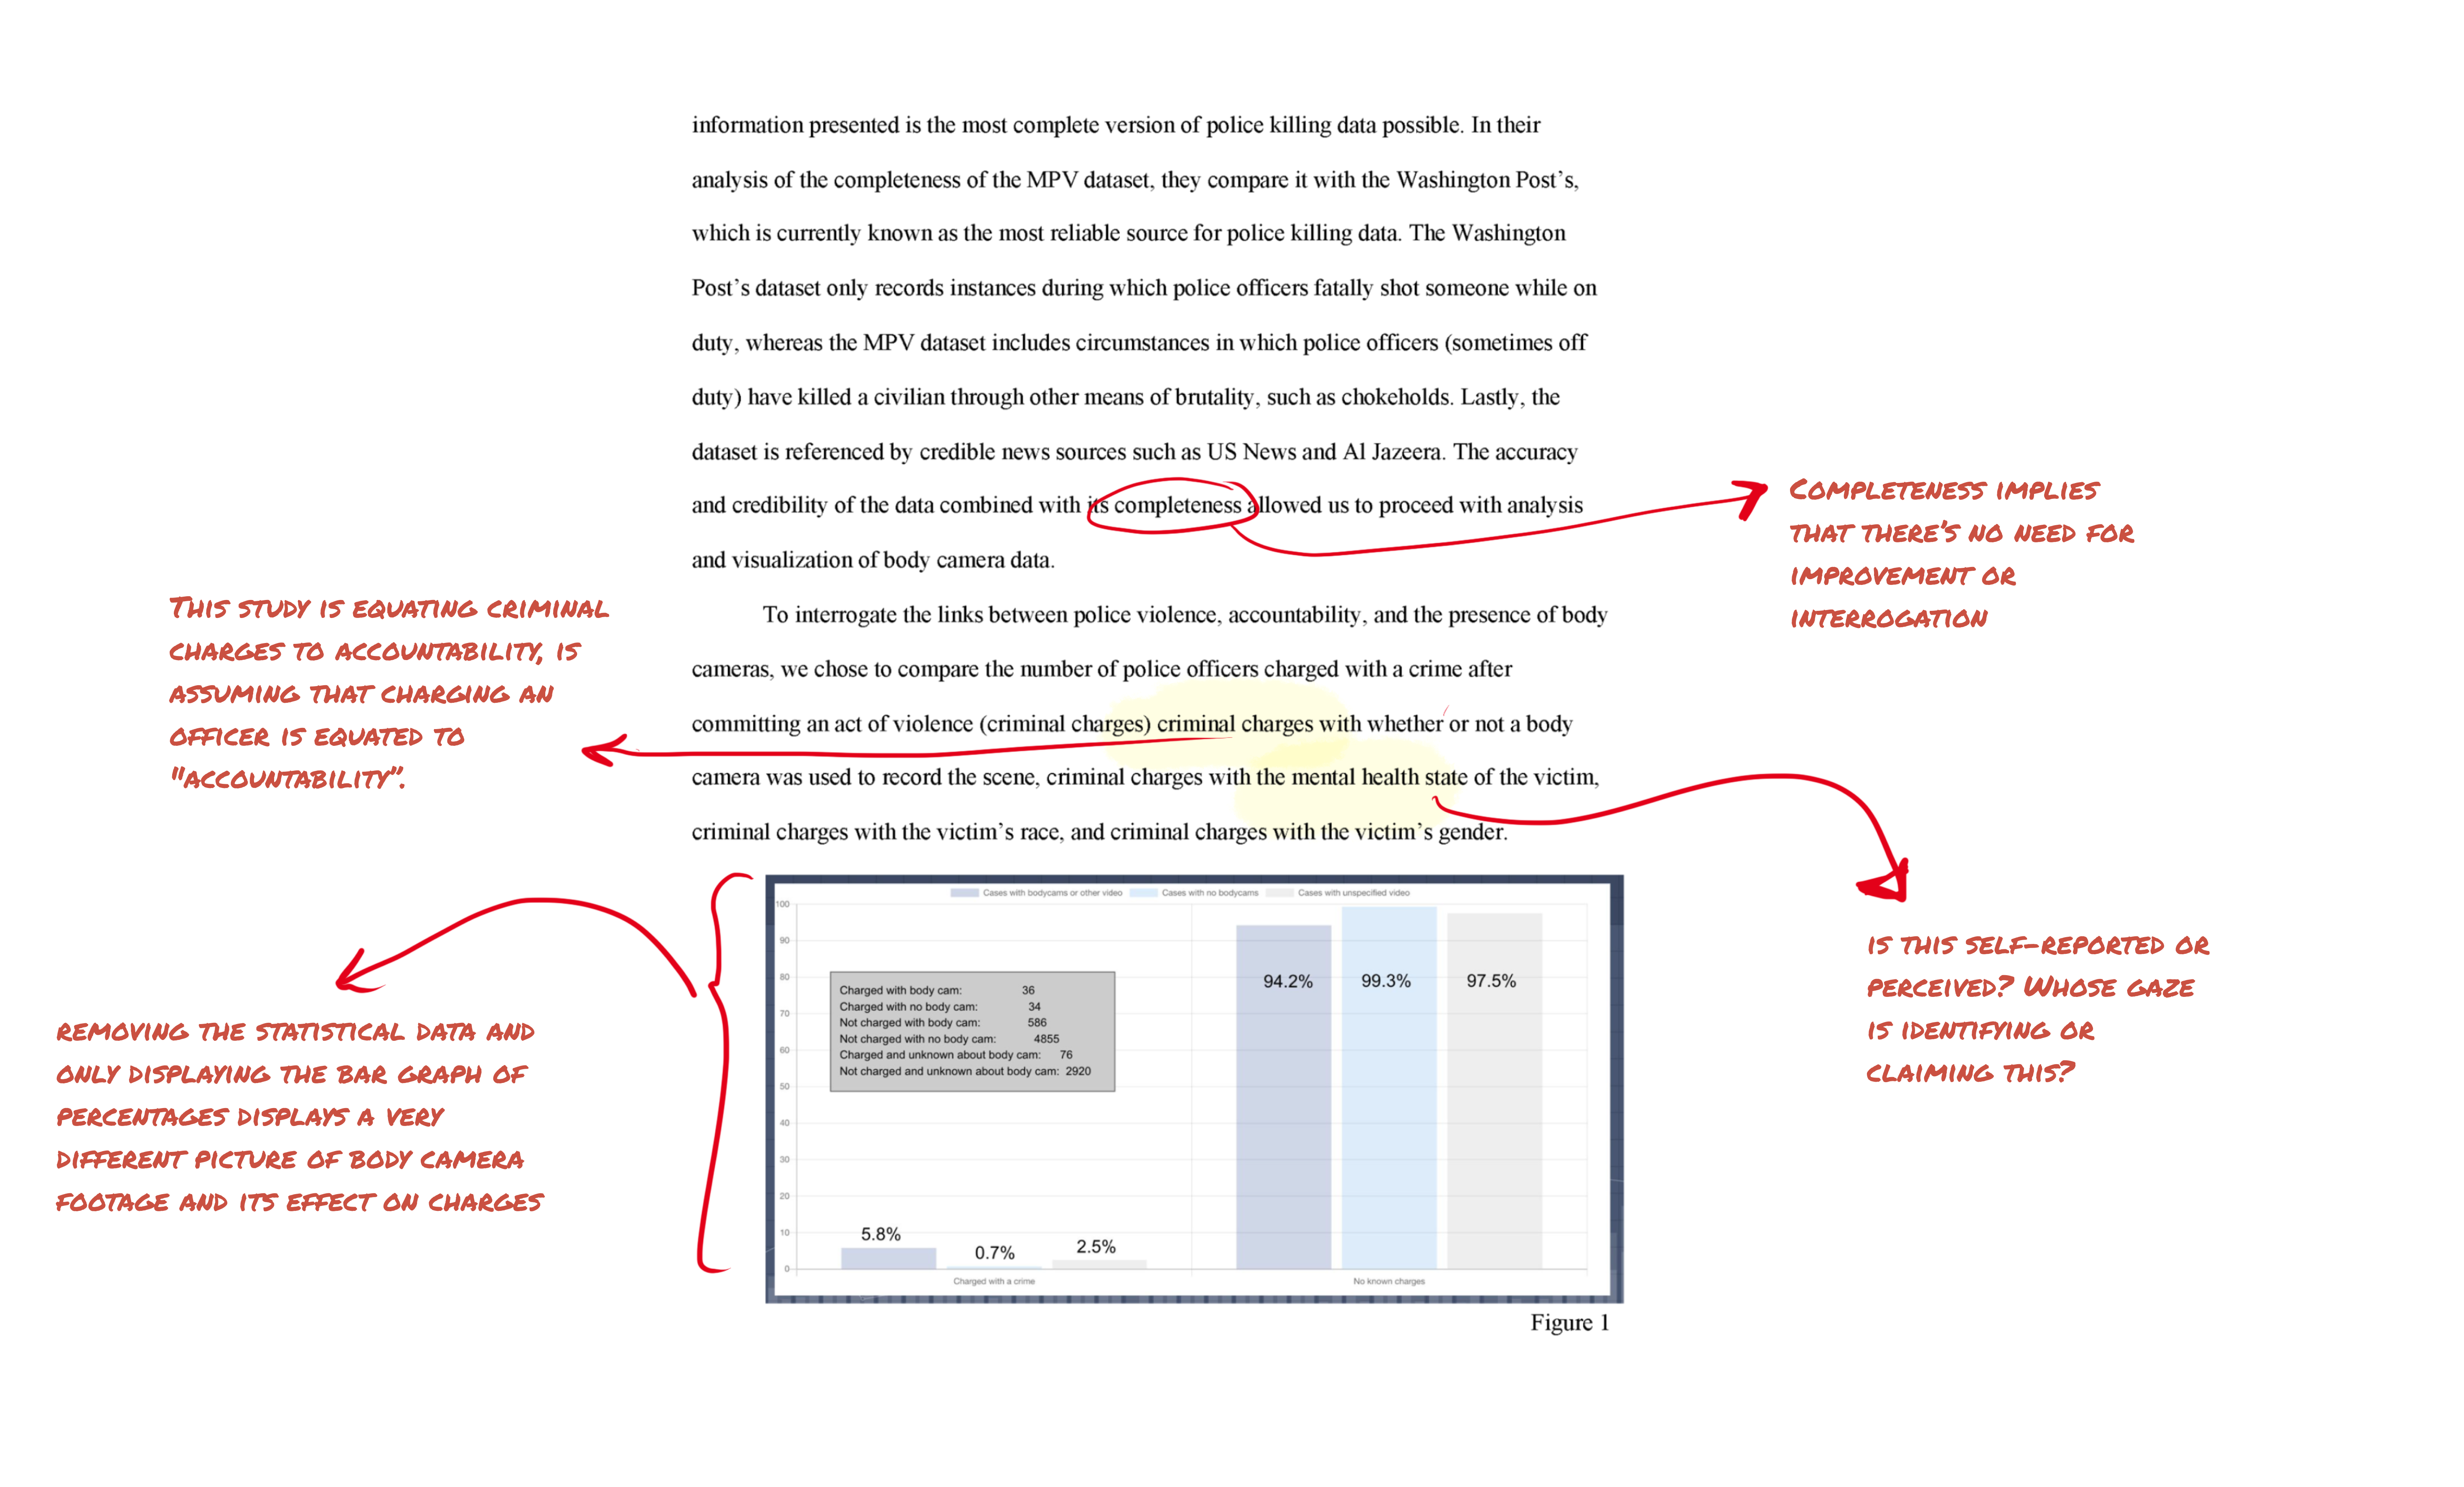 information presented is the most complete version of police killing data possible. In their
analysis of the completeness of the MPV dataset, they compare it with the Washington Post’s,
which is currently known as the most reliable source for police killing data. The Washington
Post’s dataset only records instances during which police officers fatally shot someone while on
duty, whereas the MPV dataset includes circumstances in which police officers (sometimes off
duty) have killed a civilian through other means of brutality, such as chokeholds. Lastly, the
dataset is referenced by credible news sources such as US News and Al Jazeera. The accuracy
and credibility of the data combined with its completeness allowed us to proceed with analysis
and visualization of body camera data.
COMPLETENESS IMPLIES
THAT THERE'S NO NEED FOR
IMPROVEMENT OR
INTERROGATION
THIS STUDY IS EQUATING CRIMINAL
CHARGES TO ACCOUNTABILITY, IS
ASSUMING THAT CHARGING AN
OFFICER IS EQUATED TO
"ACCOUNTABILITY".
To interrogate the links between police violence, accountability, and the presence of body
cameras, we chose to compare the number of police officers charged with a crime after
committing an act of violence (criminal charges) criminal charges with whether or not a body
camera was used to record the scene, criminal charges with the mental health state of the victim,
criminal charges with the victim’s race, and criminal charges with the victim’s gender.
IS THIS SELF-REPORTED OR
PERCEIVED? WHOSE GAZE
IS IDENTIFYING OR
CLAIMING THIS?
REMOVING THE STATISTICAL DATA AND
ONLY DISPLAYING THE BAR GRAPH OF
PERCENTAGES DISPLAYS A VERY
DIFFERENT PICTURE OF BODY CAMERA
FOOTAGE AND ITS EFFECT ON CHARGES
Cases with bodycams or other video Cases with no bodycams Cases with unspecified video
100
90
80
70
60
50
40
30
20
10
0
Charged with body cam: 36
Charged with no body cam: 34
Not charged with body cam: 586
Not charged with no body cam: 4855
Charged and unknown about body cam: 76
Not charged and unknown about body cam: 2920
94.2% 99.3% 97.5%
5.8% 0.7% 2.5%
Charged with a crime No known charges
Figure 1